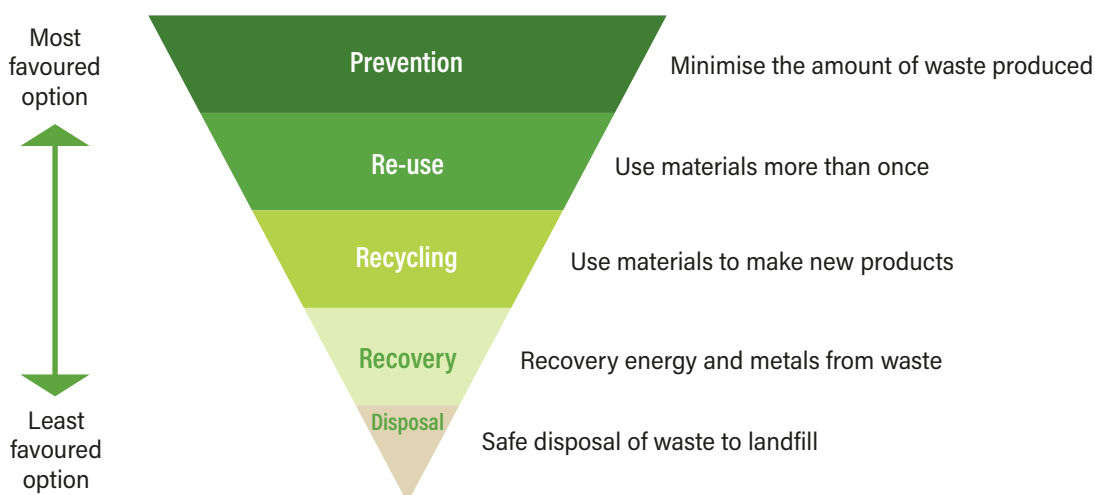 Most
favoured
option
Prevention
Minimise the amount of waste produced
Re-use
Use materials more than once
Recycling
Use materials to make new products
Recovery
Recovery energy and metals from waste
Disposal
Safe disposal of waste to landfill
Least
favoured
option